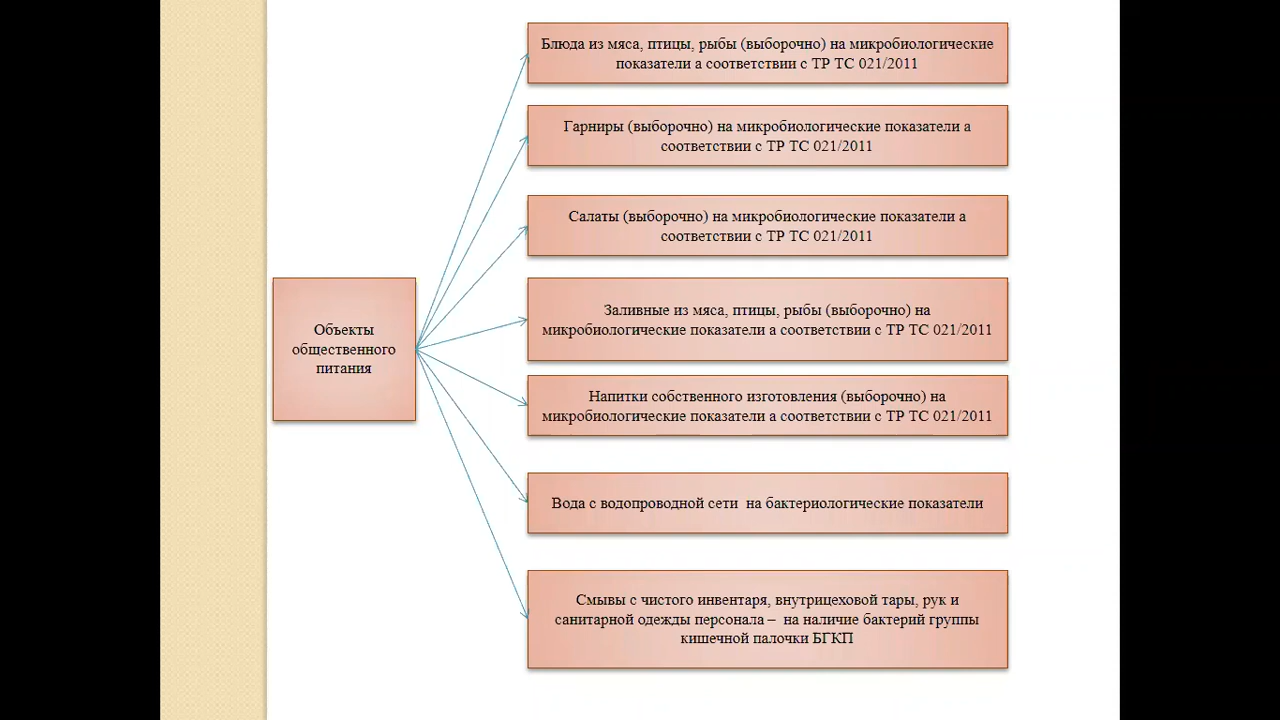 Блюда из мяса, птицы, рыбы (выборочно) на микробиологические
показатели а соответствии с ТР ТС 021/2011
Гарниры (выборочно) на микробиологические показатели а
соответствии с ТР ТС 021/2011
Салаты (выборочно) на микробиологические показатели а
соответствии с ТР ТС 021/2011
Объекты
общественного
питания
Заливные из мяса, птицы, рыбы (выборочно) на
микробиологические показатели а соответствии с ТР ТС 021/2011
Напитки собственного изготовления (выборочно) на
микробиологические показатели а соответствии с ТР ТС 021/2011
Вода с водопроводной сети  на бактериологические показатели
Смывы с чистого инвентаря, внутрицеховой тары, рук и
санитарной одежды персонала –  на наличие бактерий группы
кишечной палочки БГКП